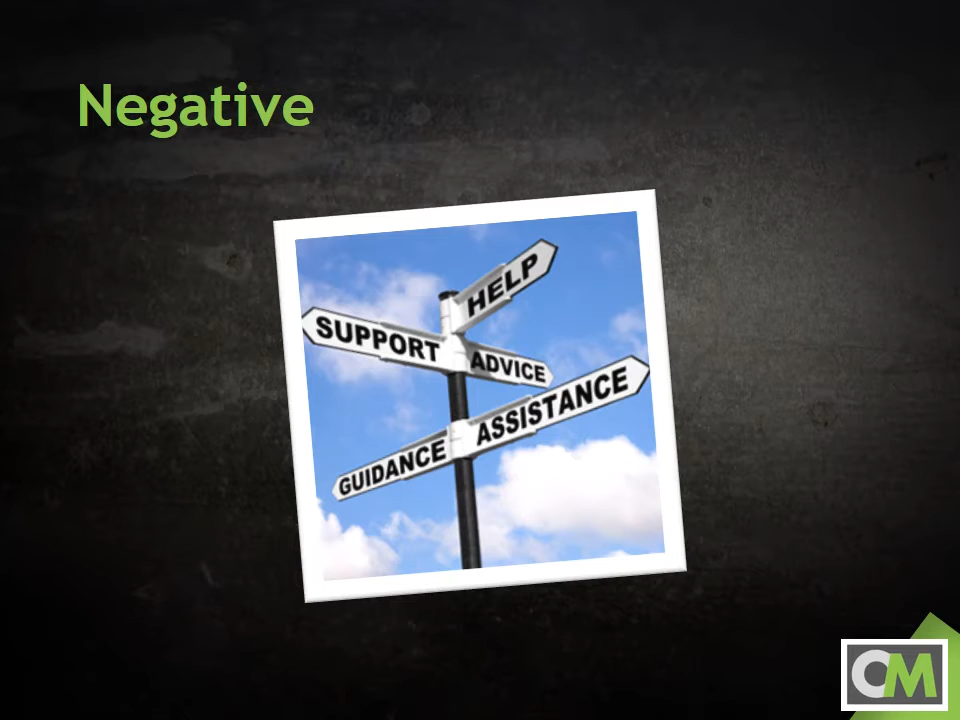 Negative
HELP
SUPPORT
ADVICE
ASSISTANCE
GUIDANCE
CM